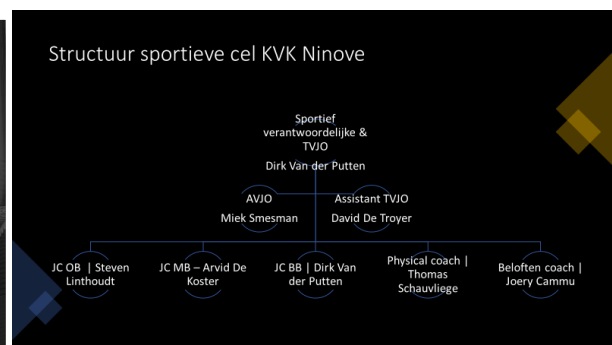 Structuur sportieve cel KVK Ninove
Sportief
verantwoordelijke &
TVJO
Dirk Van der Putten
AVJO
Miek Smesman
Assistant TVJO
David De Troyer
JC OB | Steven
Linthoudt
JC MB – Arvid De
Koster
JC BB | Dirk Van
der Putten
Physical coach |
Thomas
Schauvliege
Beloften coach |
Joery Cammu